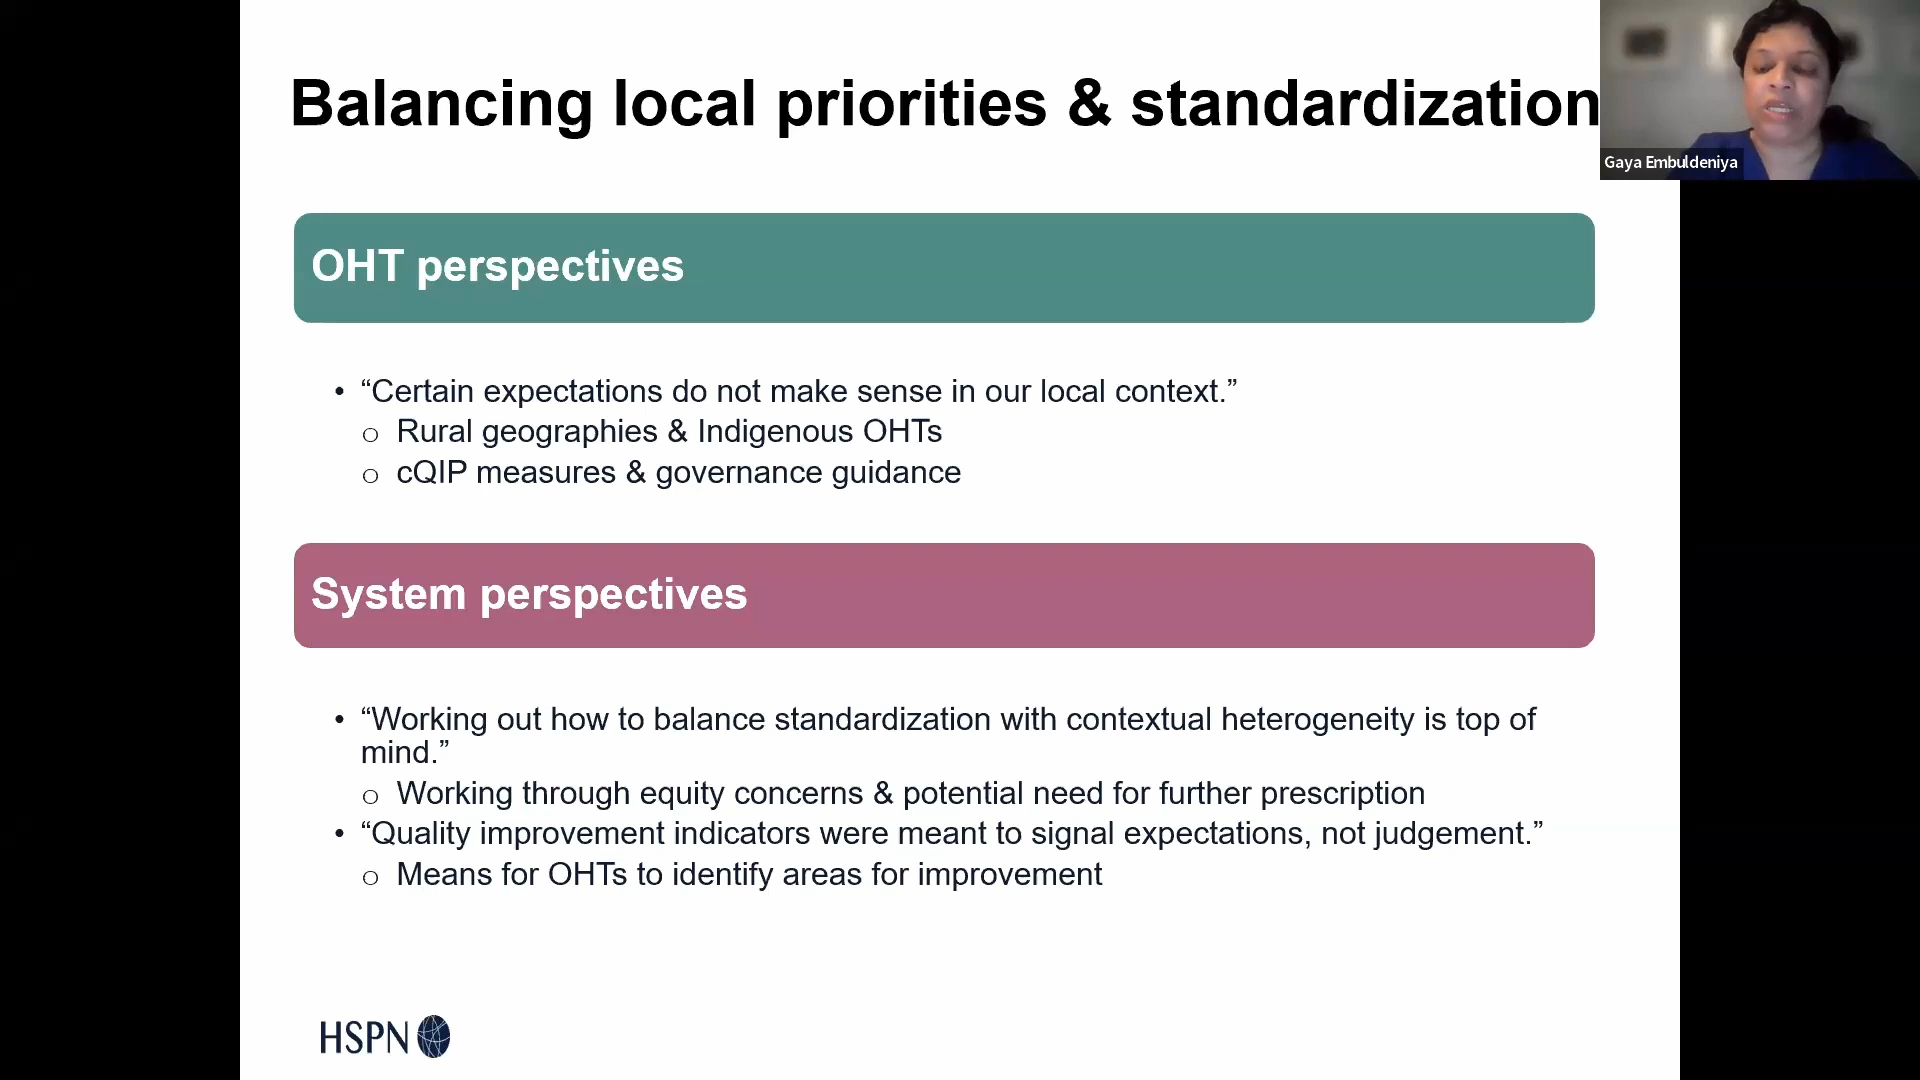 Balancing local priorities & standardization
Gaya Embuldeniya
OHT perspectives
• “Certain expectations do not make sense in our local context.”
o Rural geographies & Indigenous OHTs
o cQIP measures & governance guidance
System perspectives
• “Working out how to balance standardization with contextual heterogeneity is top of
mind.”
o Working through equity concerns & potential need for further prescription
• “Quality improvement indicators were meant to signal expectations, not judgement.”
o Means for OHTs to identify areas for improvement
HSPN